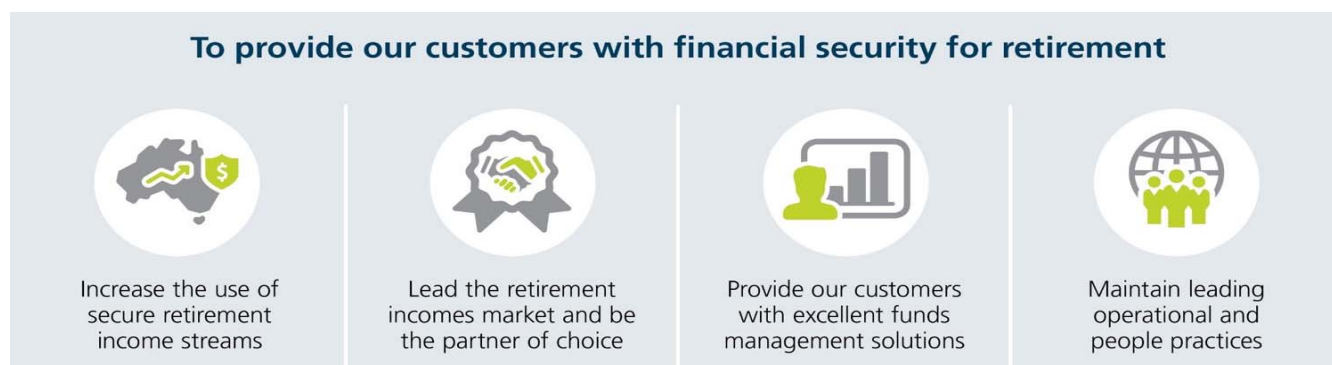 To provide our customers with financial security for retirement
$
Increase the use of
secure retirement
income streams
Lead the retirement
incomes market and be
the partner of choice
Provide our customers
with excellent funds
management solutions
Maintain leading
operational and
people practices